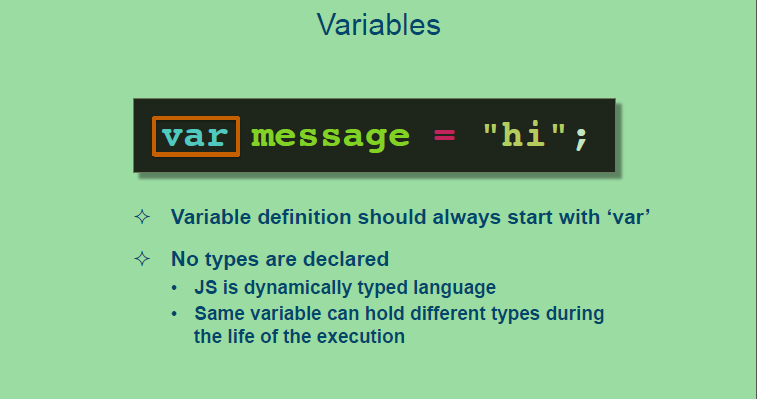 Variables
var message = "hi";
✧ Variable definition should always start with ‘var’
✧ No types are declared
• JS is dynamically typed language
• Same variable can hold different types during
the life of the execution